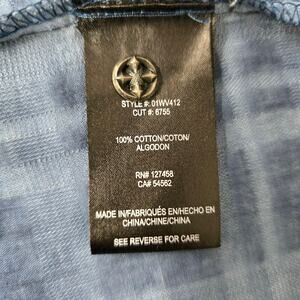 STYLE #: 01WV412
CUT #: 6755
100% COTTON/COTON/
ALGODON
RN# 127458
CA# 54562
MADE IN/FABRIQUÉS EN/HECHO EN
CHINA/CHINE/CHINA
SEE REVERSE FOR CARE